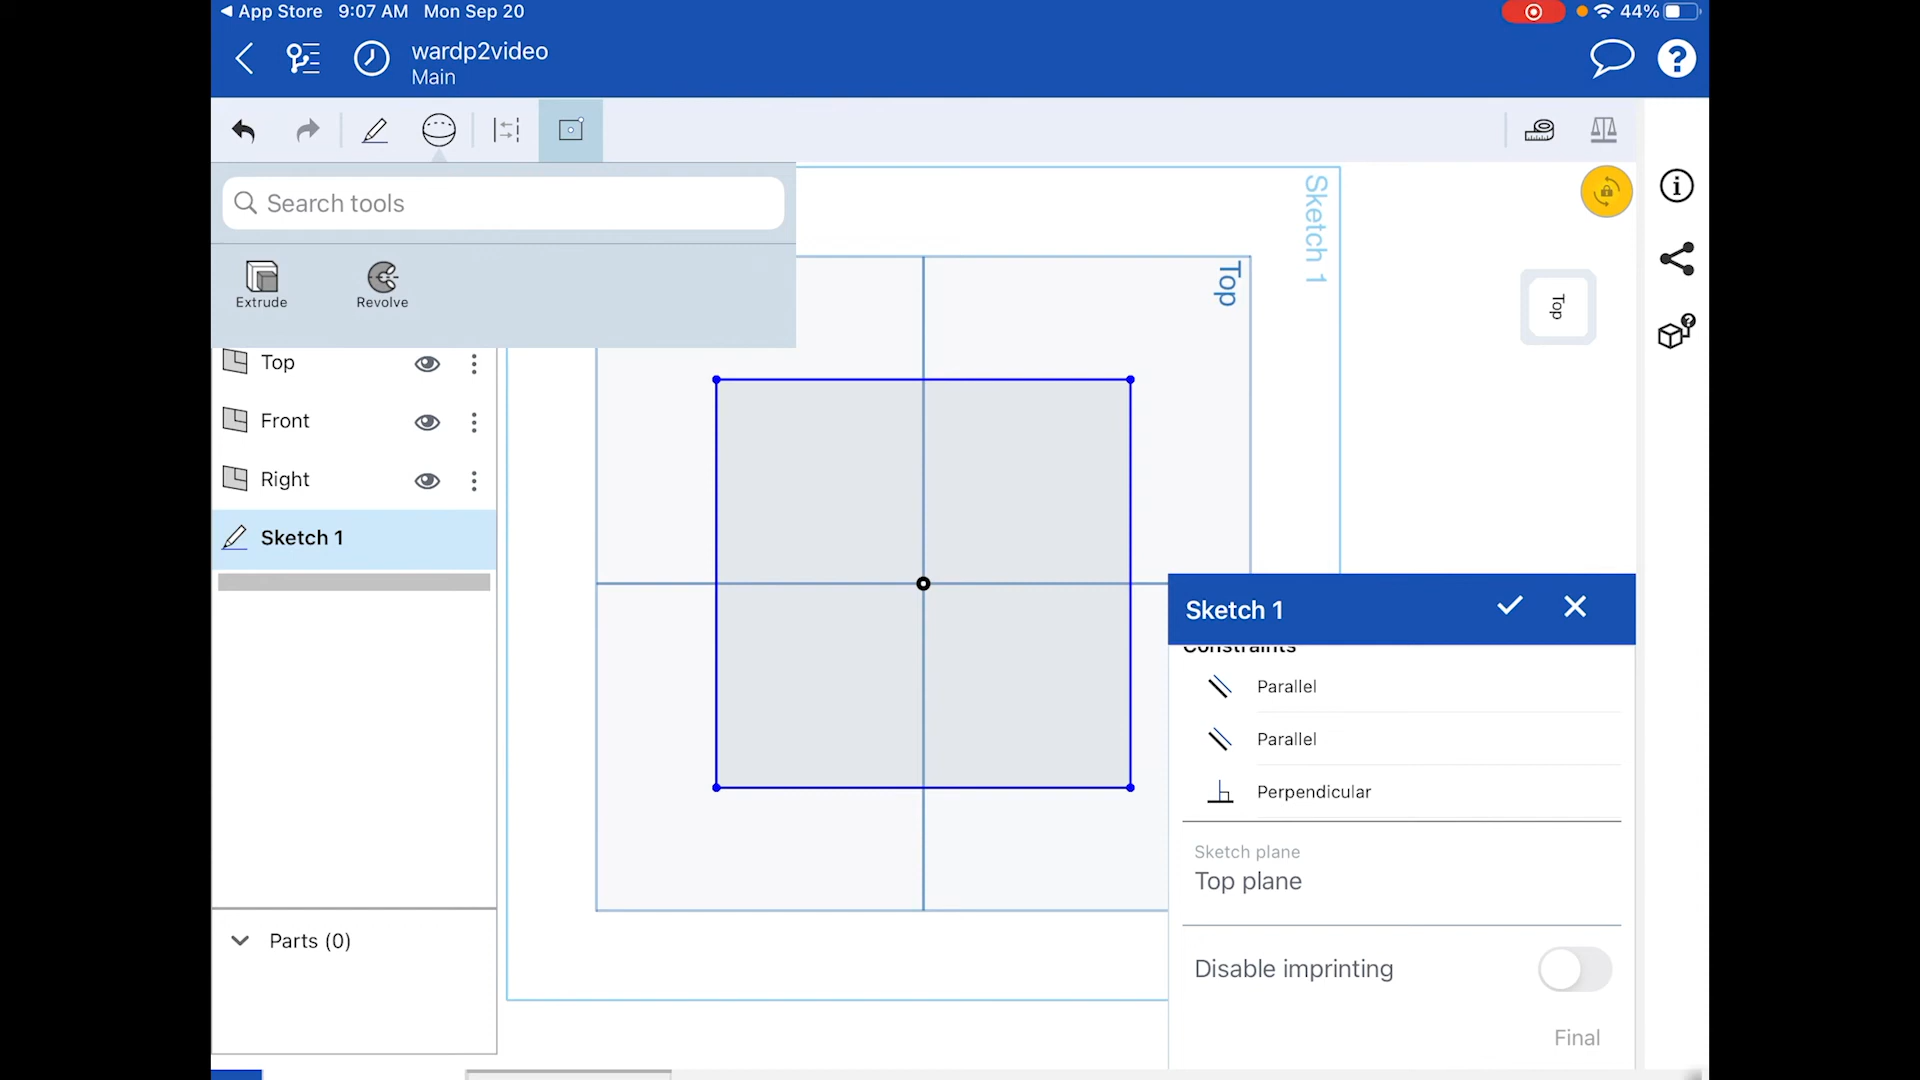 App Store 9:07 AM Mon Sep 20
44%
wardp2video
Main
Search tools
Extrude
Revolve
Top
Front
Right
Sketch 1
Parts (0)
Sketch 1
Top
Top
Sketch 1
Constraints
Parallel
Parallel
Perpendicular
Sketch plane
Top plane
Disable imprinting
Final